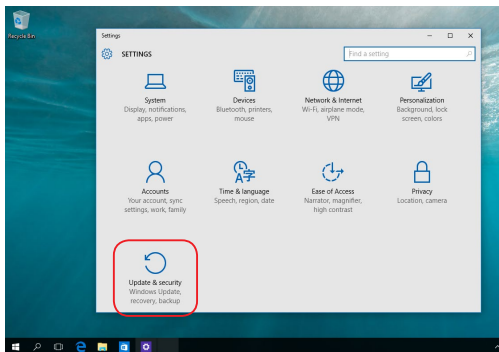 Recycle Bin
Settings
SETTINGS
Find a setting
System
Display, notifications,
apps, power
Devices
Bluetooth, printers,
mouse
Network & Internet
Wi-Fi, airplane mode,
VPN
Personalization
Background, lock
screen, colors
Accounts
Your account, sync
settings, work, family
Time & language
Speech, region, date
Ease of Access
Narrator, magnifier,
high contrast
Privacy
Location, camera
Update & security
Windows Update,
recovery, backup